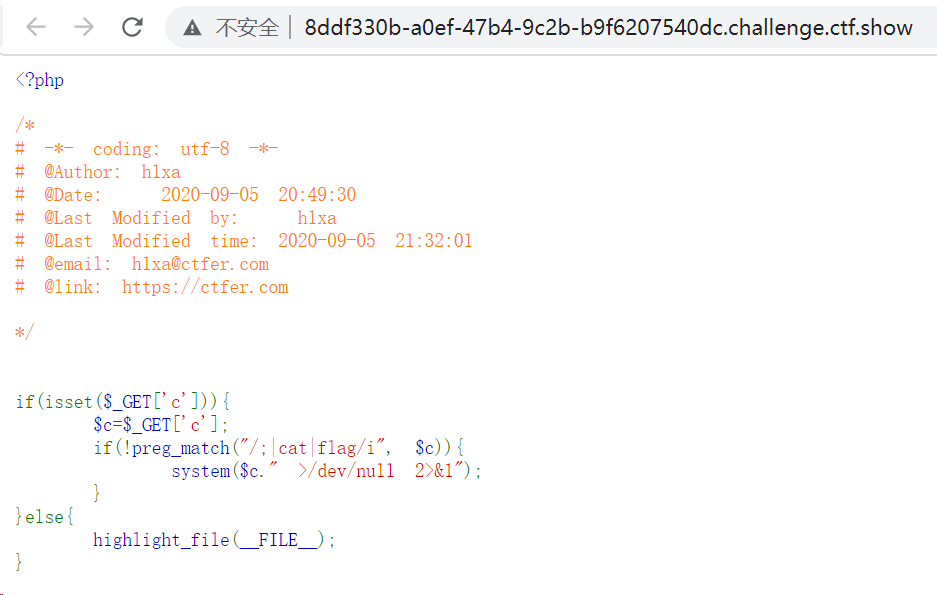 不安全 | 8ddf330b-a0ef-47b4-9c2b-b9f6207540dc.challenge.ctf.show
<?php
/*
# -*- coding: utf-8 -*-
# @Author: hlxa
# @Date:   2020-09-05 20:49:30
# @Last Modified by:   hlxa
# @Last Modified time: 2020-09-05 21:32:01
# @email: hlxa@ctfer.com
# @link: https://ctfer.com
*/
if(isset($_GET['c'])){
        $c=$_GET['c'];
        if(!preg_match("/;|cat|flag/i", $c)){
                system($c." >/dev/null 2>&1");
        }
}else{
        highlight_file(__FILE__);
}